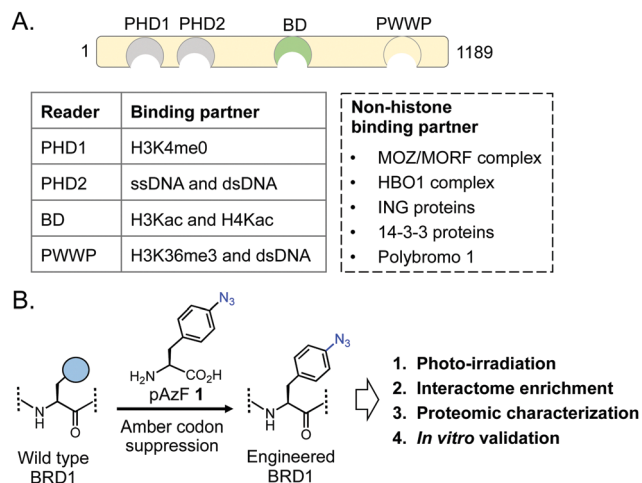 A.
PHD1 PHD2 BD PWWP
1 1189
Reader Binding partner
PHD1 H3K4me0
PHD2 ssDNA and dsDNA
BD H3Kac and H4Kac
PWWP H3K36me3 and dsDNA
Non-histone
binding partner
• MOZ/MORF complex
• HBO1 complex
• ING proteins
• 14-3-3 proteins
• Polybromo 1
B.
N
H
O
Wild type
BRD1
N₃
H₂N CO₂H
pAzF 1
Amber codon
suppression
N₃
N
H
O
Engineered
BRD1
1. Photo-irradiation
2. Interactome enrichment
3. Proteomic characterization
4. In vitro validation